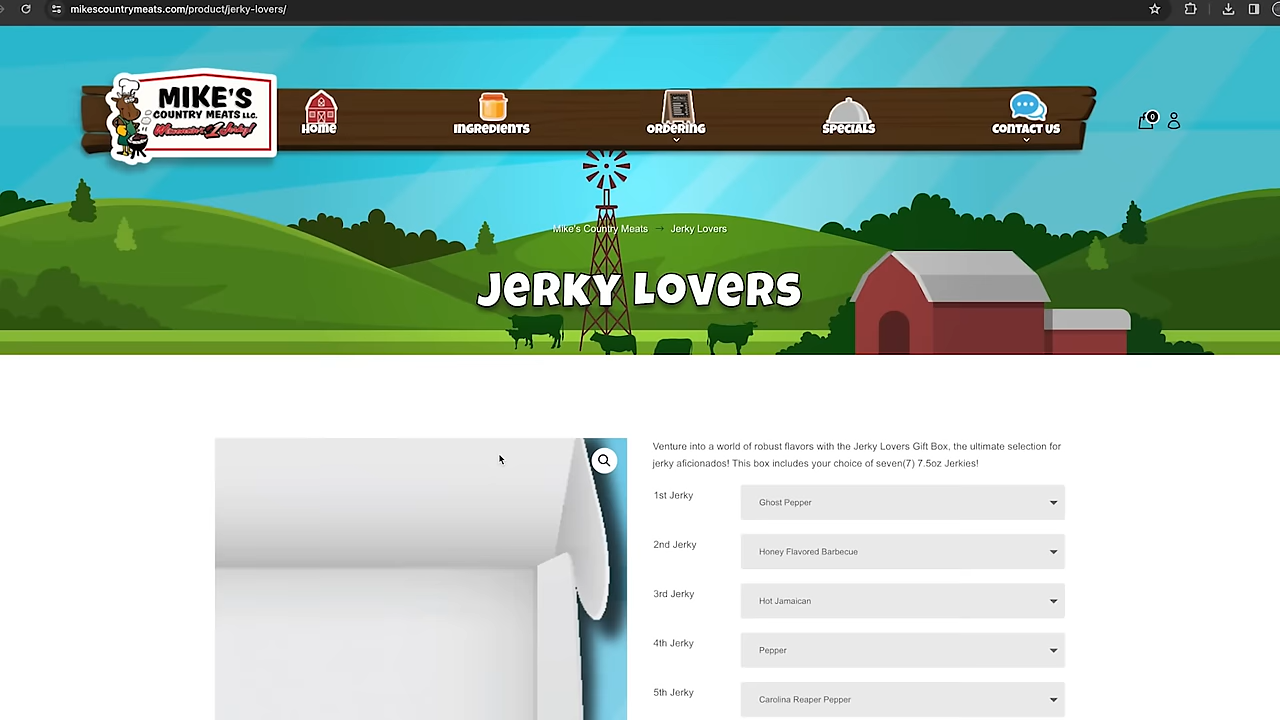 mikescountrymeats.com/product/jerky-lovers/
MIKE'S
COUNTRY MEATS LLC.
Wisconsin's #1 Jerky!
HOME
INGREDIENTS
ORDERING
SPECIALS
CONTACT US
0
Mike's Country Meats → Jerky Lovers
JERKY LOVERS
Venture into a world of robust flavors with the Jerky Lovers Gift Box, the ultimate selection for
jerky aficionados! This box includes your choice of seven(7) 7.5oz Jerkies!
1st Jerky
Ghost Pepper
2nd Jerky
Honey Flavored Barbecue
3rd Jerky
Hot Jamaican
4th Jerky
Pepper
5th Jerky
Carolina Reaper Pepper